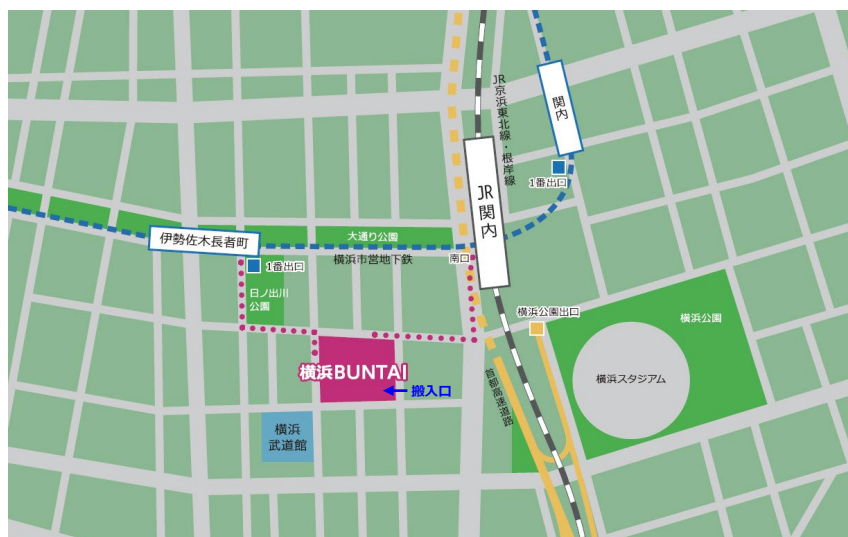 関内
JR京浜東北線・根岸線
JR関内
1番出口
伊勢佐木長者町
大通り公園
横浜市営地下鉄
南口
1番出口
日ノ出川
公園
横浜公園出口
横浜公園
横浜スタジアム
首都高速道路
横浜BUNTAI
搬入口
横浜
武道館